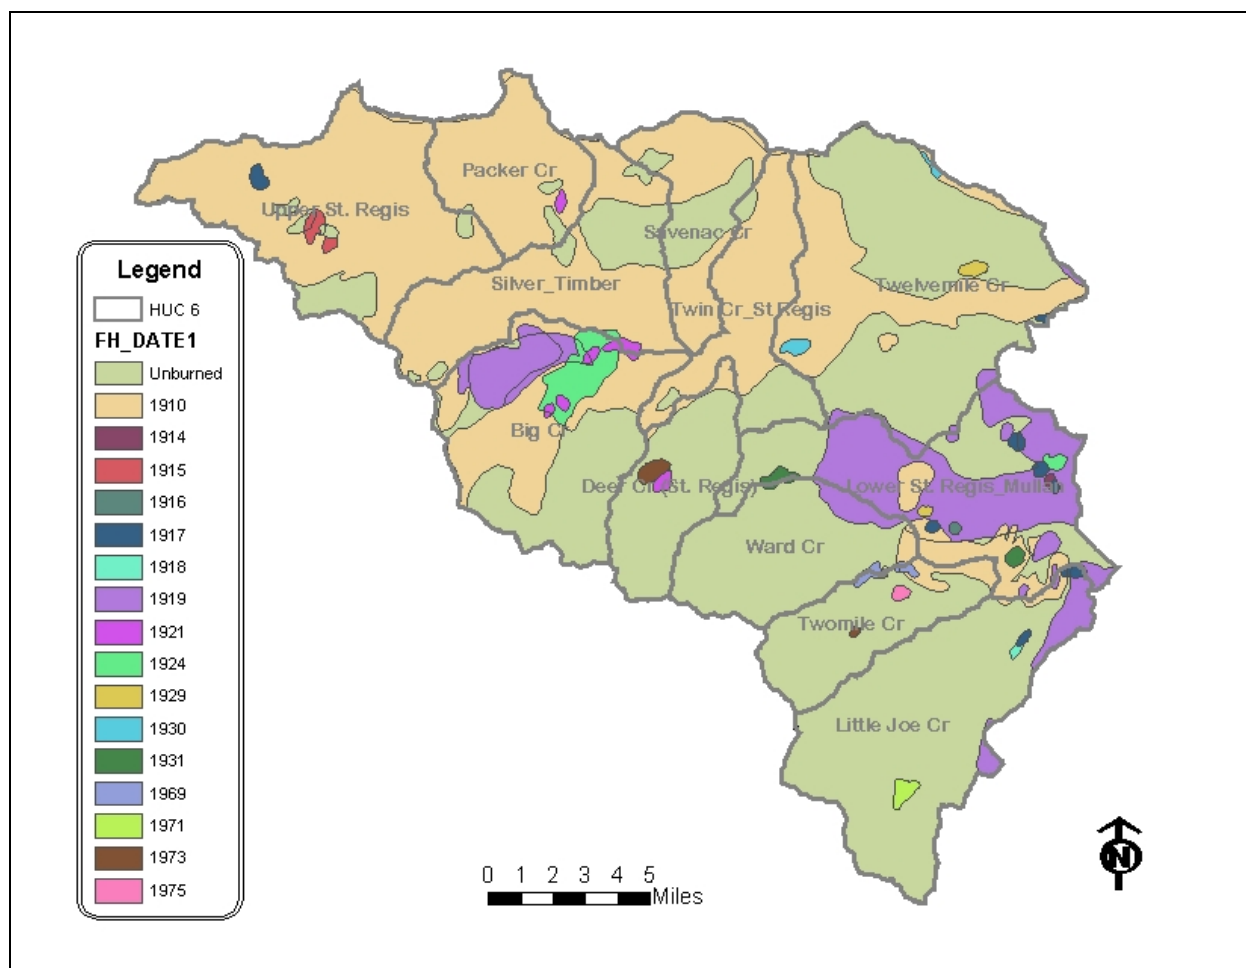 Packer Cr
Upper St. Regis
Savenac Cr
Silver_Timber
Twelvemile Cr
Twin Cr_St Regis
Big Cr
Deer Cr (St. Regis)
Lower St. Regis_Mullan
Ward Cr
Twomile Cr
Little Joe Cr
Legend
HUC 6
FH_DATE1
Unburned
1910
1914
1915
1916
1917
1918
1919
1921
1924
1929
1930
1931
1969
1971
1973
1975
0 1 2 3 4 5
Miles
N